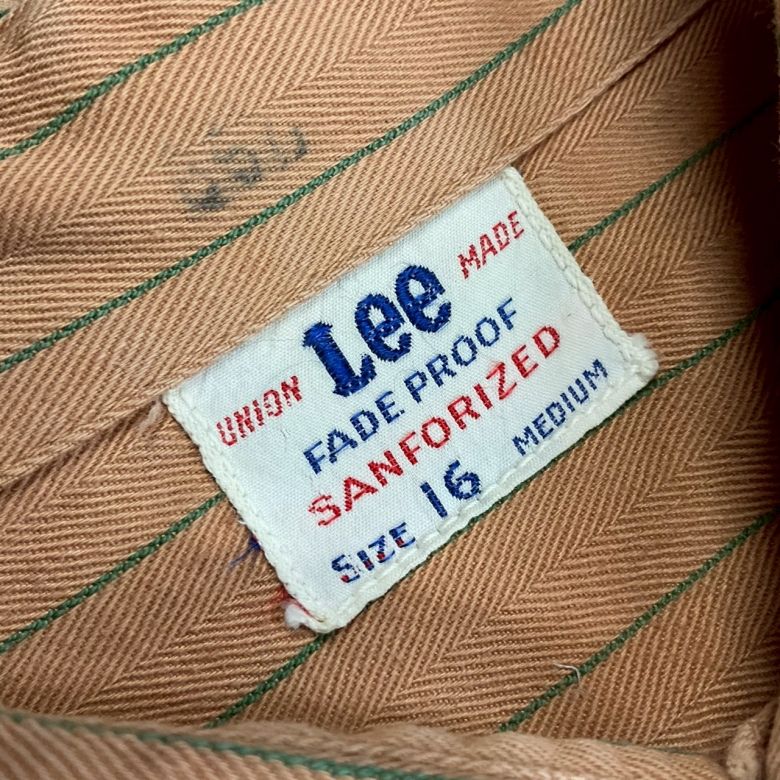 UNION Lee MADE
FADE PROOF
SANFORIZED
SIZE 16 MEDIUM